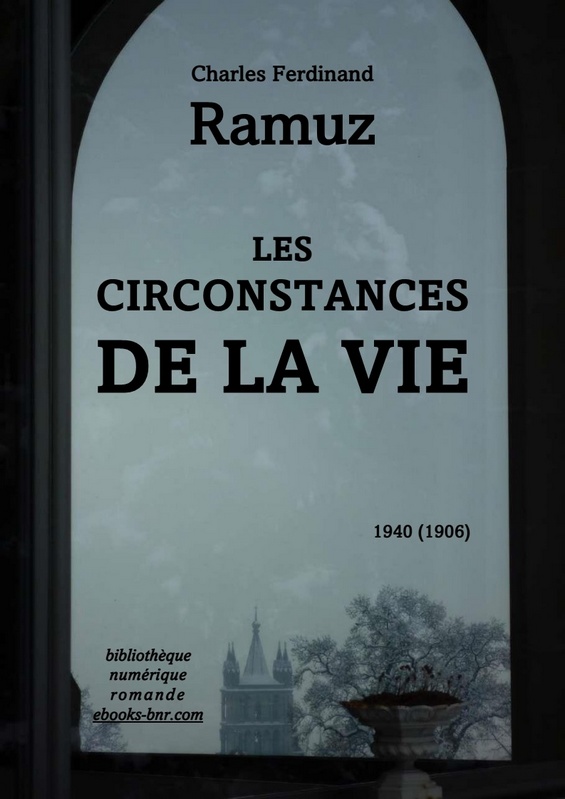 Charles Ferdinand
Ramuz
LES
CIRCONSTANCES
DE LA VIE
1940 (1906)
bibliothèque
numérique
romande
ebooks-bnr.com